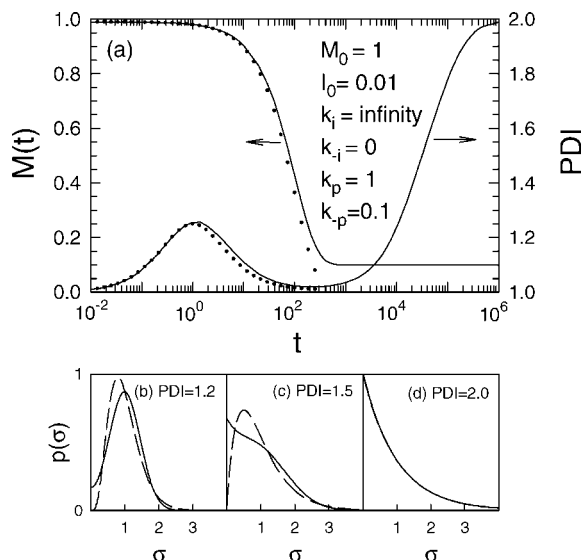 (a)
M₀ = 1
I₀ = 0.01
kᵢ = infinity
k₋ᵢ = 0
kₚ = 1
k₋ₚ=0.1
M(t)
1.0
0.8
0.6
0.4
0.2
0.0
PDI
2.0
1.8
1.6
1.4
1.2
1.0
10⁻² 10⁰ 10² 10⁴ 10⁶
t
p(σ)
1
0
(b) PDI=1.2
(c) PDI=1.5
(d) PDI=2.0
1 2 3
1 2 3
1 2 3
σ
σ
σ